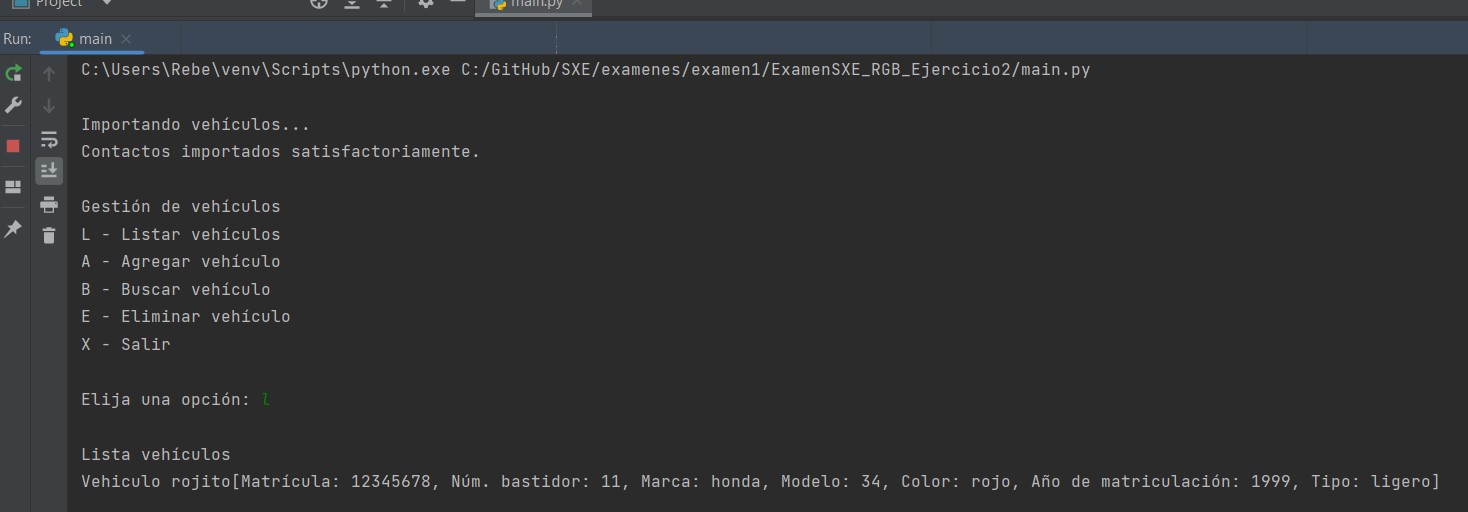 Project
main.py
Run:
main
C:\Users\Rebe\venv\Scripts\python.exe C:/GitHub/SXE/examenes/examen1/ExamenSXE_RGB_Ejercicio2/main.py
Importando vehículos...
Contactos importados satisfactoriamente.
Gestión de vehículos
L - Listar vehículos
A - Agregar vehículo
B - Buscar vehículo
E - Eliminar vehículo
X - Salir
Elija una opción: l
Lista vehículos
Vehiculo rojito[Matrícula: 12345678, Núm. bastidor: 11, Marca: honda, Modelo: 34, Color: rojo, Año de matriculación: 1999, Tipo: ligero]